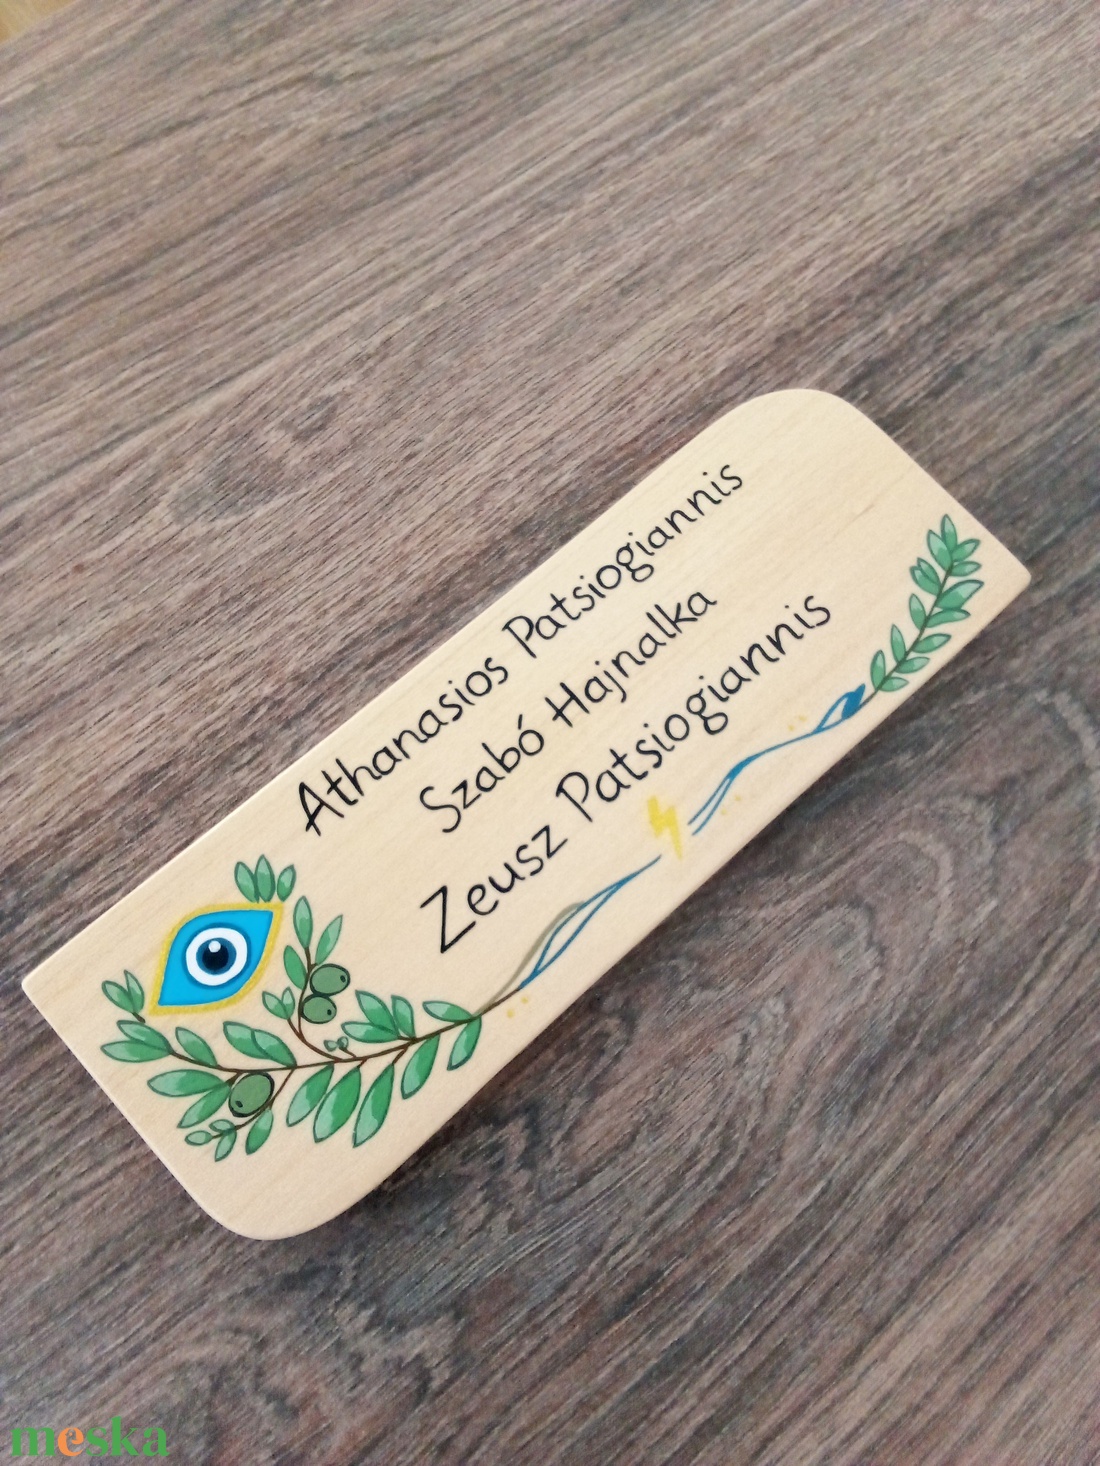 Athanasios Patsiogiannis
Szabó Hajnalka
Zeusz Patsiogiannis
meska